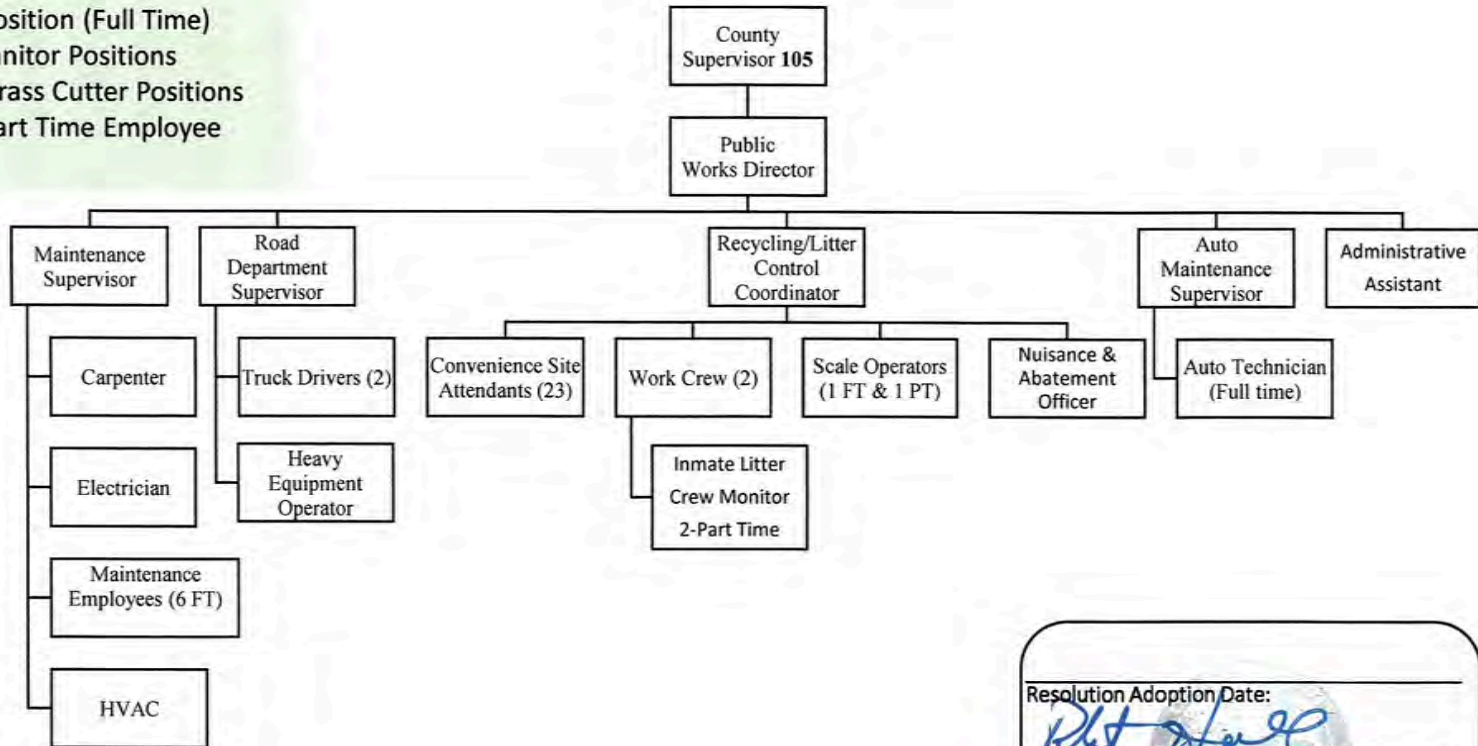 osition (Full Time)
nitor Positions
rass Cutter Positions
art Time Employee
County
Supervisor 105
Public
Works Director
Maintenance
Supervisor
Road
Department
Supervisor
Recycling/Litter
Control
Coordinator
Auto
Maintenance
Supervisor
Administrative
Assistant
Carpenter
Truck Drivers (2)
Convenience Site
Attendants (23)
Work Crew (2)
Scale Operators
(1 FT & 1 PT)
Nuisance &
Abatement
Officer
Auto Technician
(Full time)
Electrician
Heavy
Equipment
Operator
Inmate Litter
Crew Monitor
2-Part Time
Maintenance
Employees (6 FT)
HVAC
Resolution Adoption Date: